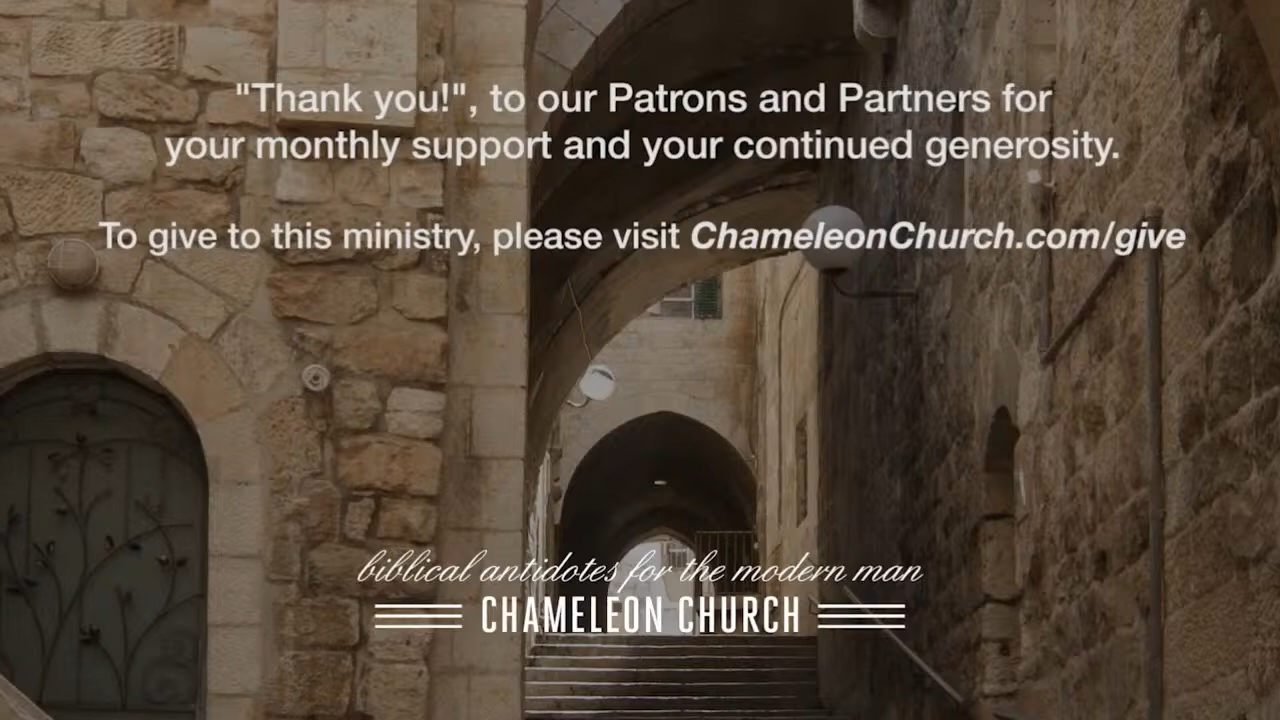 "Thank you!", to our Patrons and Partners for
your monthly support and your continued generosity.
To give to this ministry, please visit ChameleonChurch.com/give
biblical antidotes for the modern man
CHAMELEON CHURCH